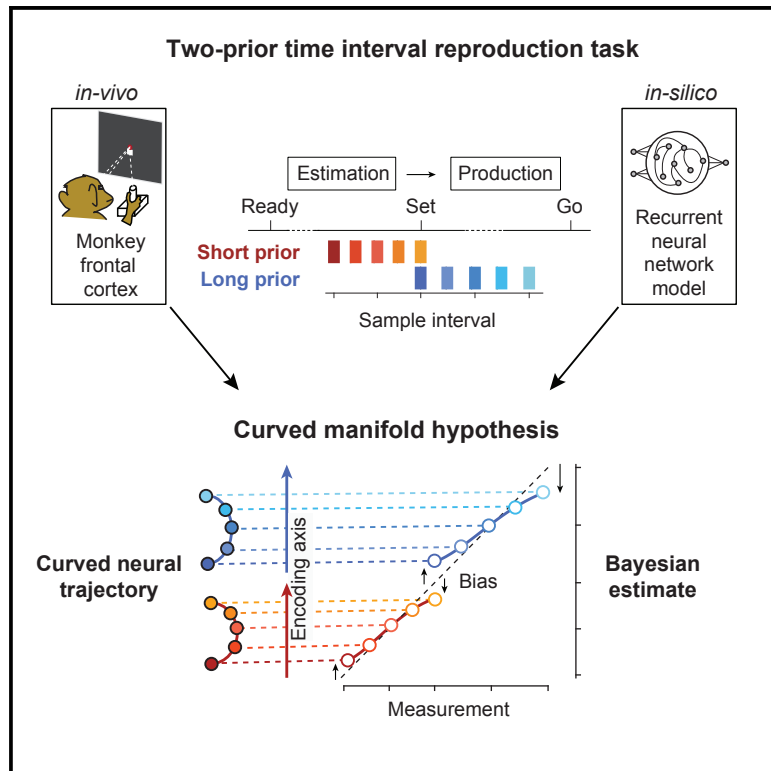 Two-prior time interval reproduction task
in-vivo
in-silico
Monkey
frontal
cortex
Estimation
Production
Ready
Set
Go
Short prior
Long prior
Sample interval
Recurrent
neural
network
model
Curved manifold hypothesis
Curved neural
trajectory
Encoding axis
Bias
Bayesian
estimate
Measurement